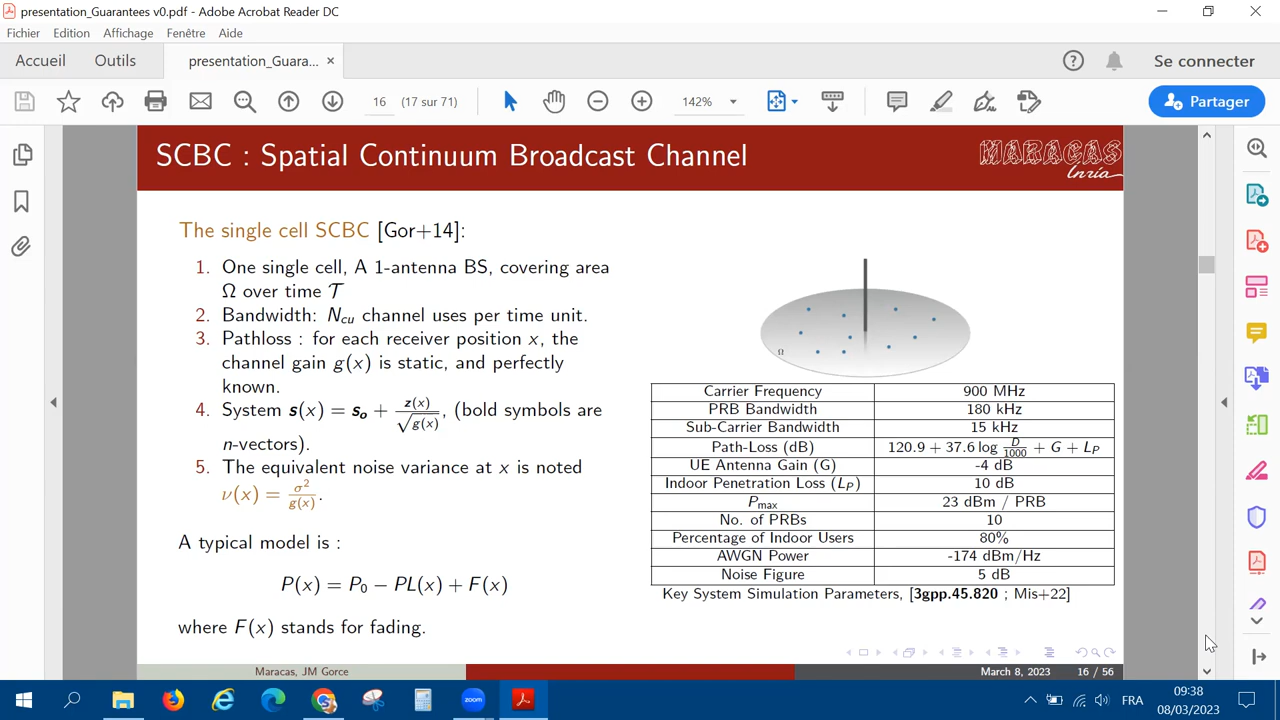 presentation_Guarantees v0.pdf - Adobe Acrobat Reader DC
Fichier Edition Affichage Fenêtre Aide
Accueil Outils presentation_Guara... × Se connecter
16 (17 sur 71) 142% Partager
SCBC : Spatial Continuum Broadcast Channel
MARACAS
Inria
The single cell SCBC [Gor+14]:
1. One single cell, A 1-antenna BS, covering area
Ω over time 𝒯
2. Bandwidth: N_cu channel uses per time unit.
3. Pathloss : for each receiver position x, the
channel gain g(x) is static, and perfectly
known.
4. System s(x) = s_o + z(x)/√g(x), (bold symbols are
n-vectors).
5. The equivalent noise variance at x is noted
ν(x) = σ²/g(x).
A typical model is :
P(x) = P₀ − PL(x) + F(x)
where F(x) stands for fading.
Ω
Carrier Frequency 900 MHz
PRB Bandwidth 180 kHz
Sub-Carrier Bandwidth 15 kHz
Path-Loss (dB) 120.9 + 37.6 log D/1000 + G + L_P
UE Antenna Gain (G) -4 dB
Indoor Penetration Loss (L_P) 10 dB
P_max 23 dBm / PRB
No. of PRBs 10
Percentage of Indoor Users 80%
AWGN Power -174 dBm/Hz
Noise Figure 5 dB
Key System Simulation Parameters, [3gpp.45.820 ; Mis+22]
Maracas, JM Gorce March 8, 2023 16 / 56
zoom FRA 09:38
08/03/2023